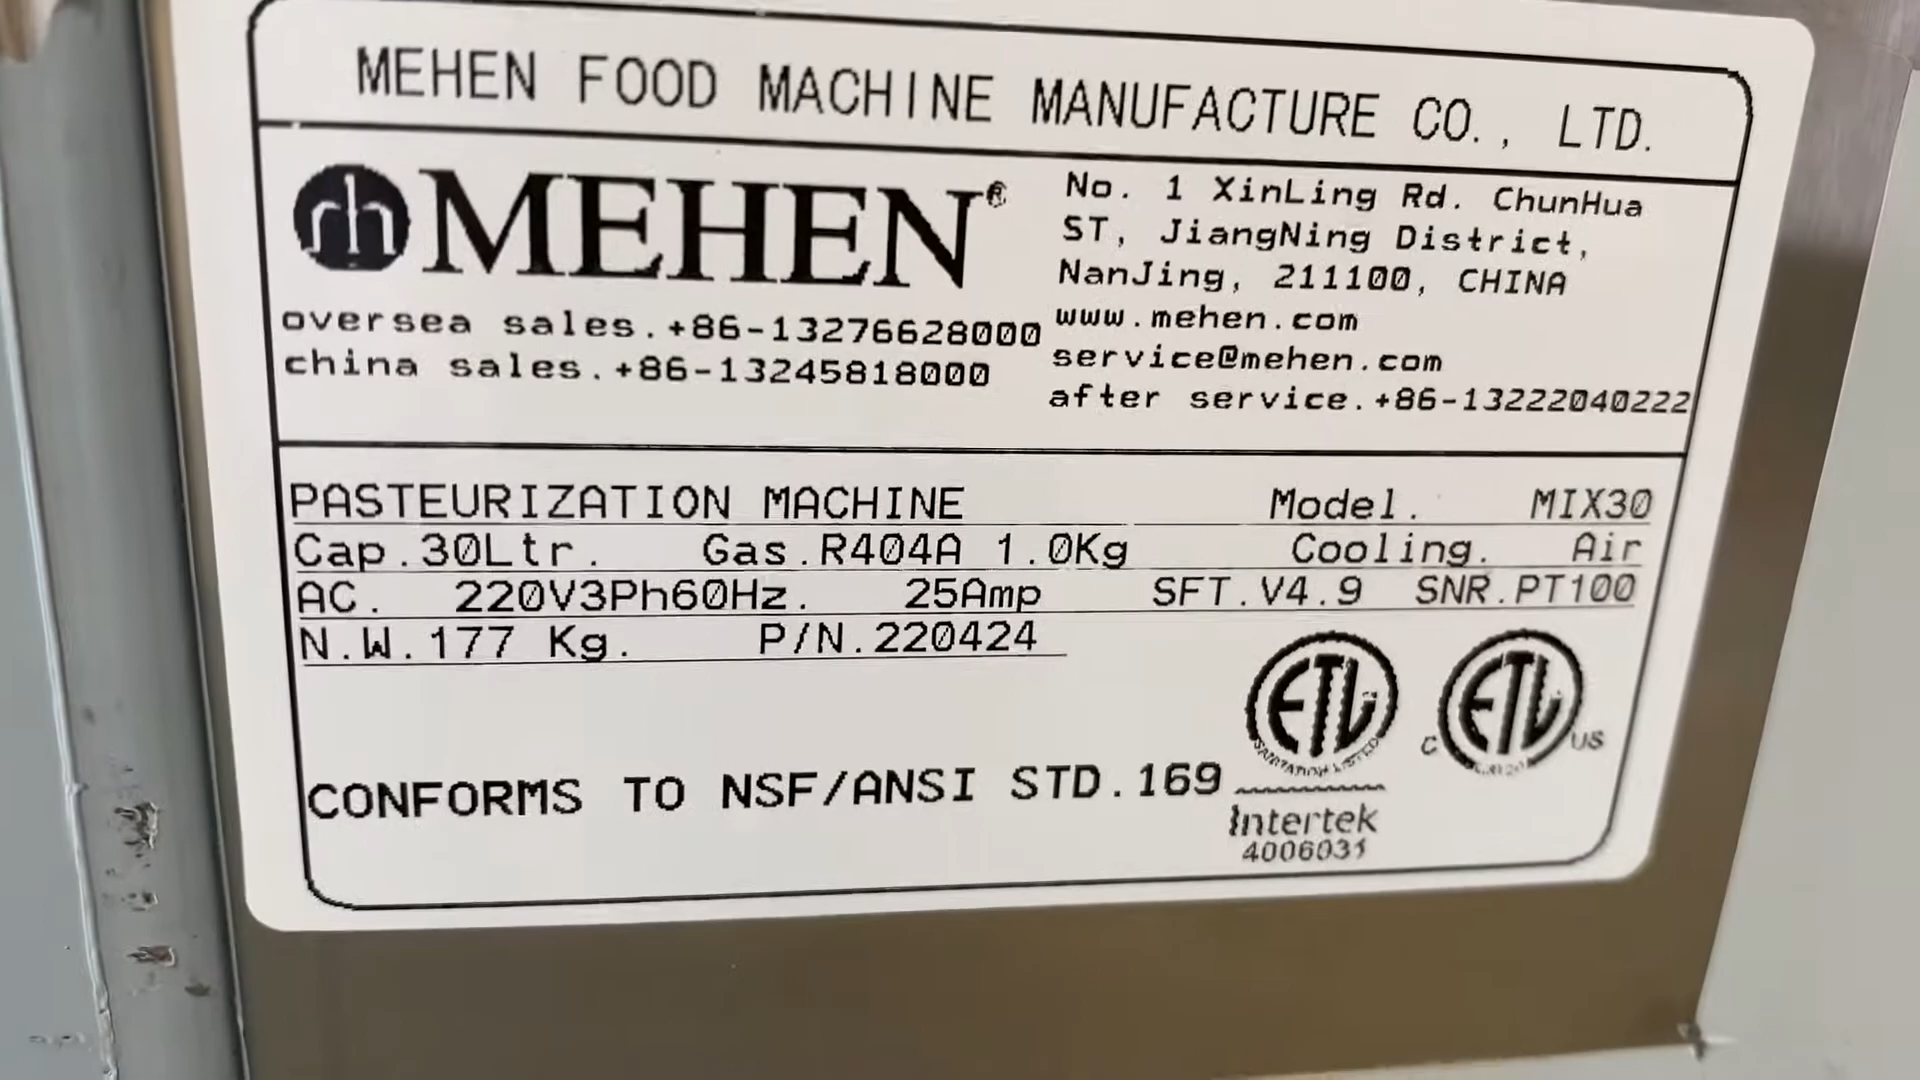 MEHEN FOOD MACHINE MANUFACTURE CO., LTD.
MEHEN®
oversea sales.+86-13276628000
china sales.+86-13245818000
No. 1 XinLing Rd. ChunHua
ST, JiangNing District,
NanJing, 211100, CHINA
www.mehen.com
service@mehen.com
after service.+86-13222040222
PASTEURIZATION MACHINE Model. MIX30
Cap.30Ltr. Gas.R404A 1.0Kg Cooling. Air
AC. 220V3Ph60Hz. 25Amp SFT.V4.9 SNR.PT100
N.W.177 Kg. P/N.220424
ETL
SANITATION LISTED
C ETL US
CONFORMS TO NSF/ANSI STD.169
Intertek
4006031